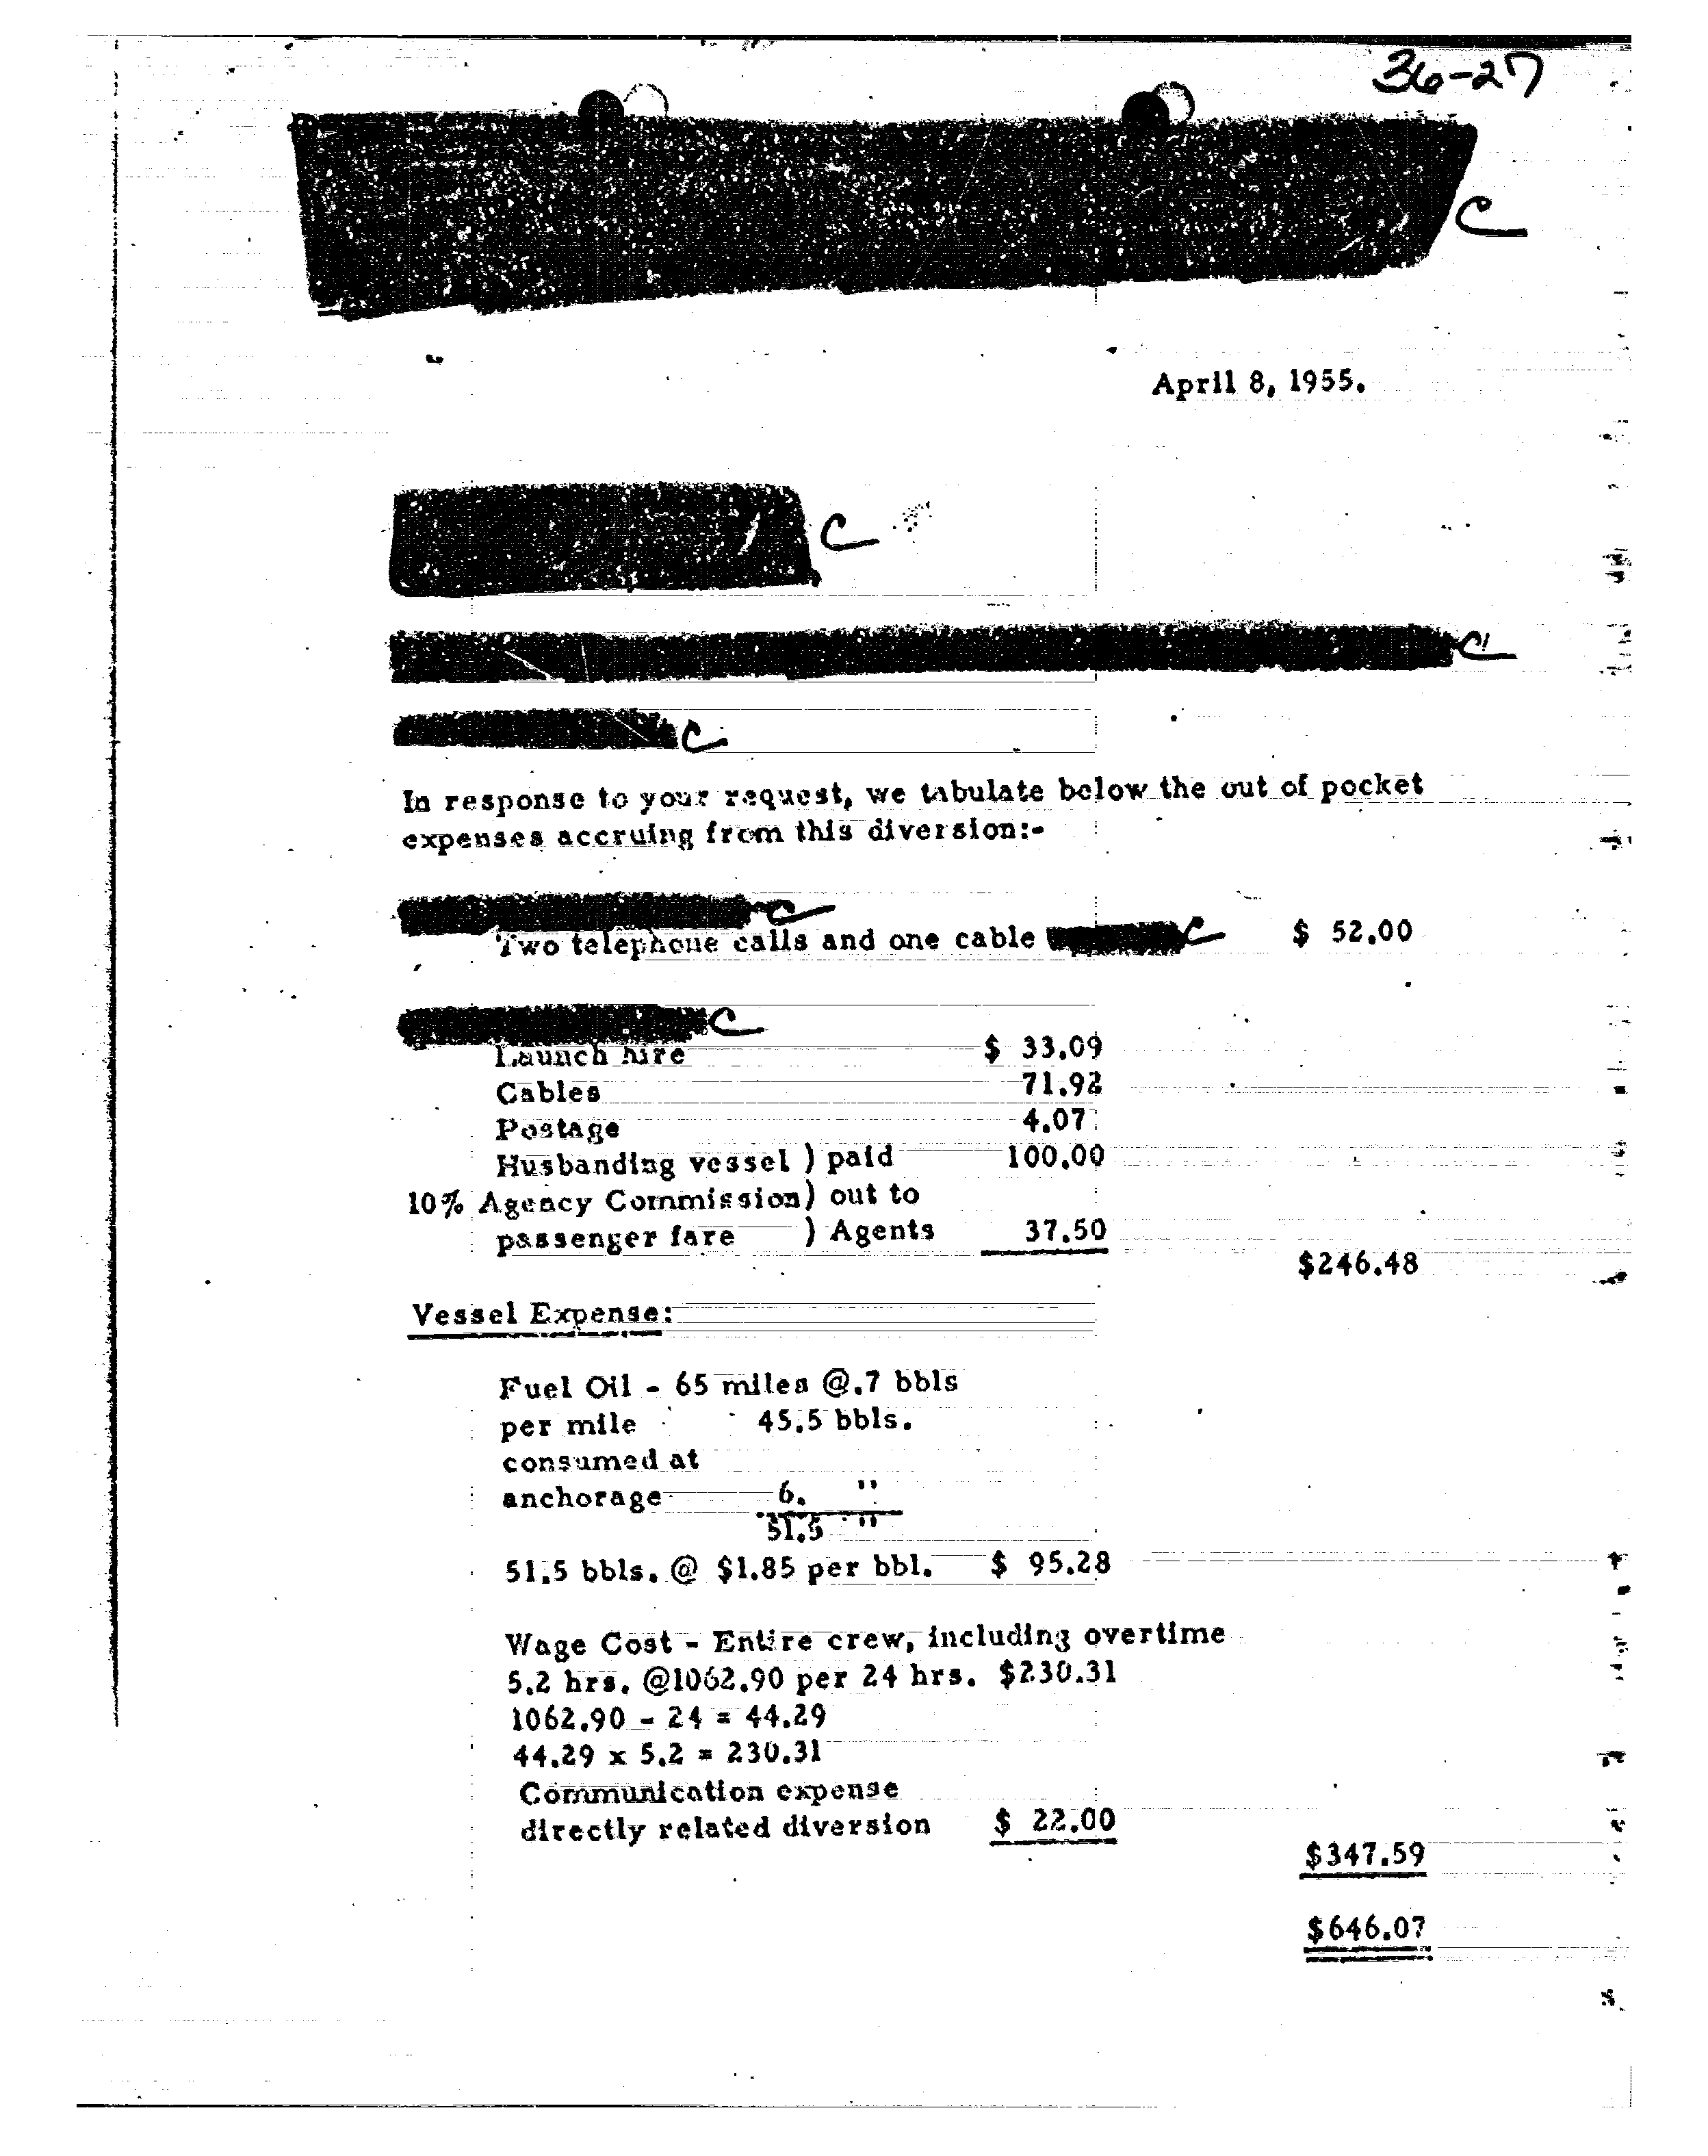 36-27
C
April 8, 1955.
C
C
C
In response to your request, we tabulate below the out of pocket
expenses accruing from this diversion:-
C
Two telephone calls and one cable C $ 52.00
C
Launch hire $ 33.09
Cables 71.92
Postage 4.07
Husbanding vessel ) paid 100.00
10% Agency Commission) out to
passenger fare ) Agents 37.50
$246.48
Vessel Expense:
Fuel Oil - 65 miles @.7 bbls
per mile 45.5 bbls.
consumed at
anchorage 6. "
51.5 "
51.5 bbls. @ $1.85 per bbl. $ 95.28
Wage Cost - Entire crew, including overtime
5.2 hrs. @1062.90 per 24 hrs. $230.31
1062.90 - 24 = 44.29
44.29 x 5.2 = 230.31
Communication expense
directly related diversion $ 22.00
$347.59
$646.07